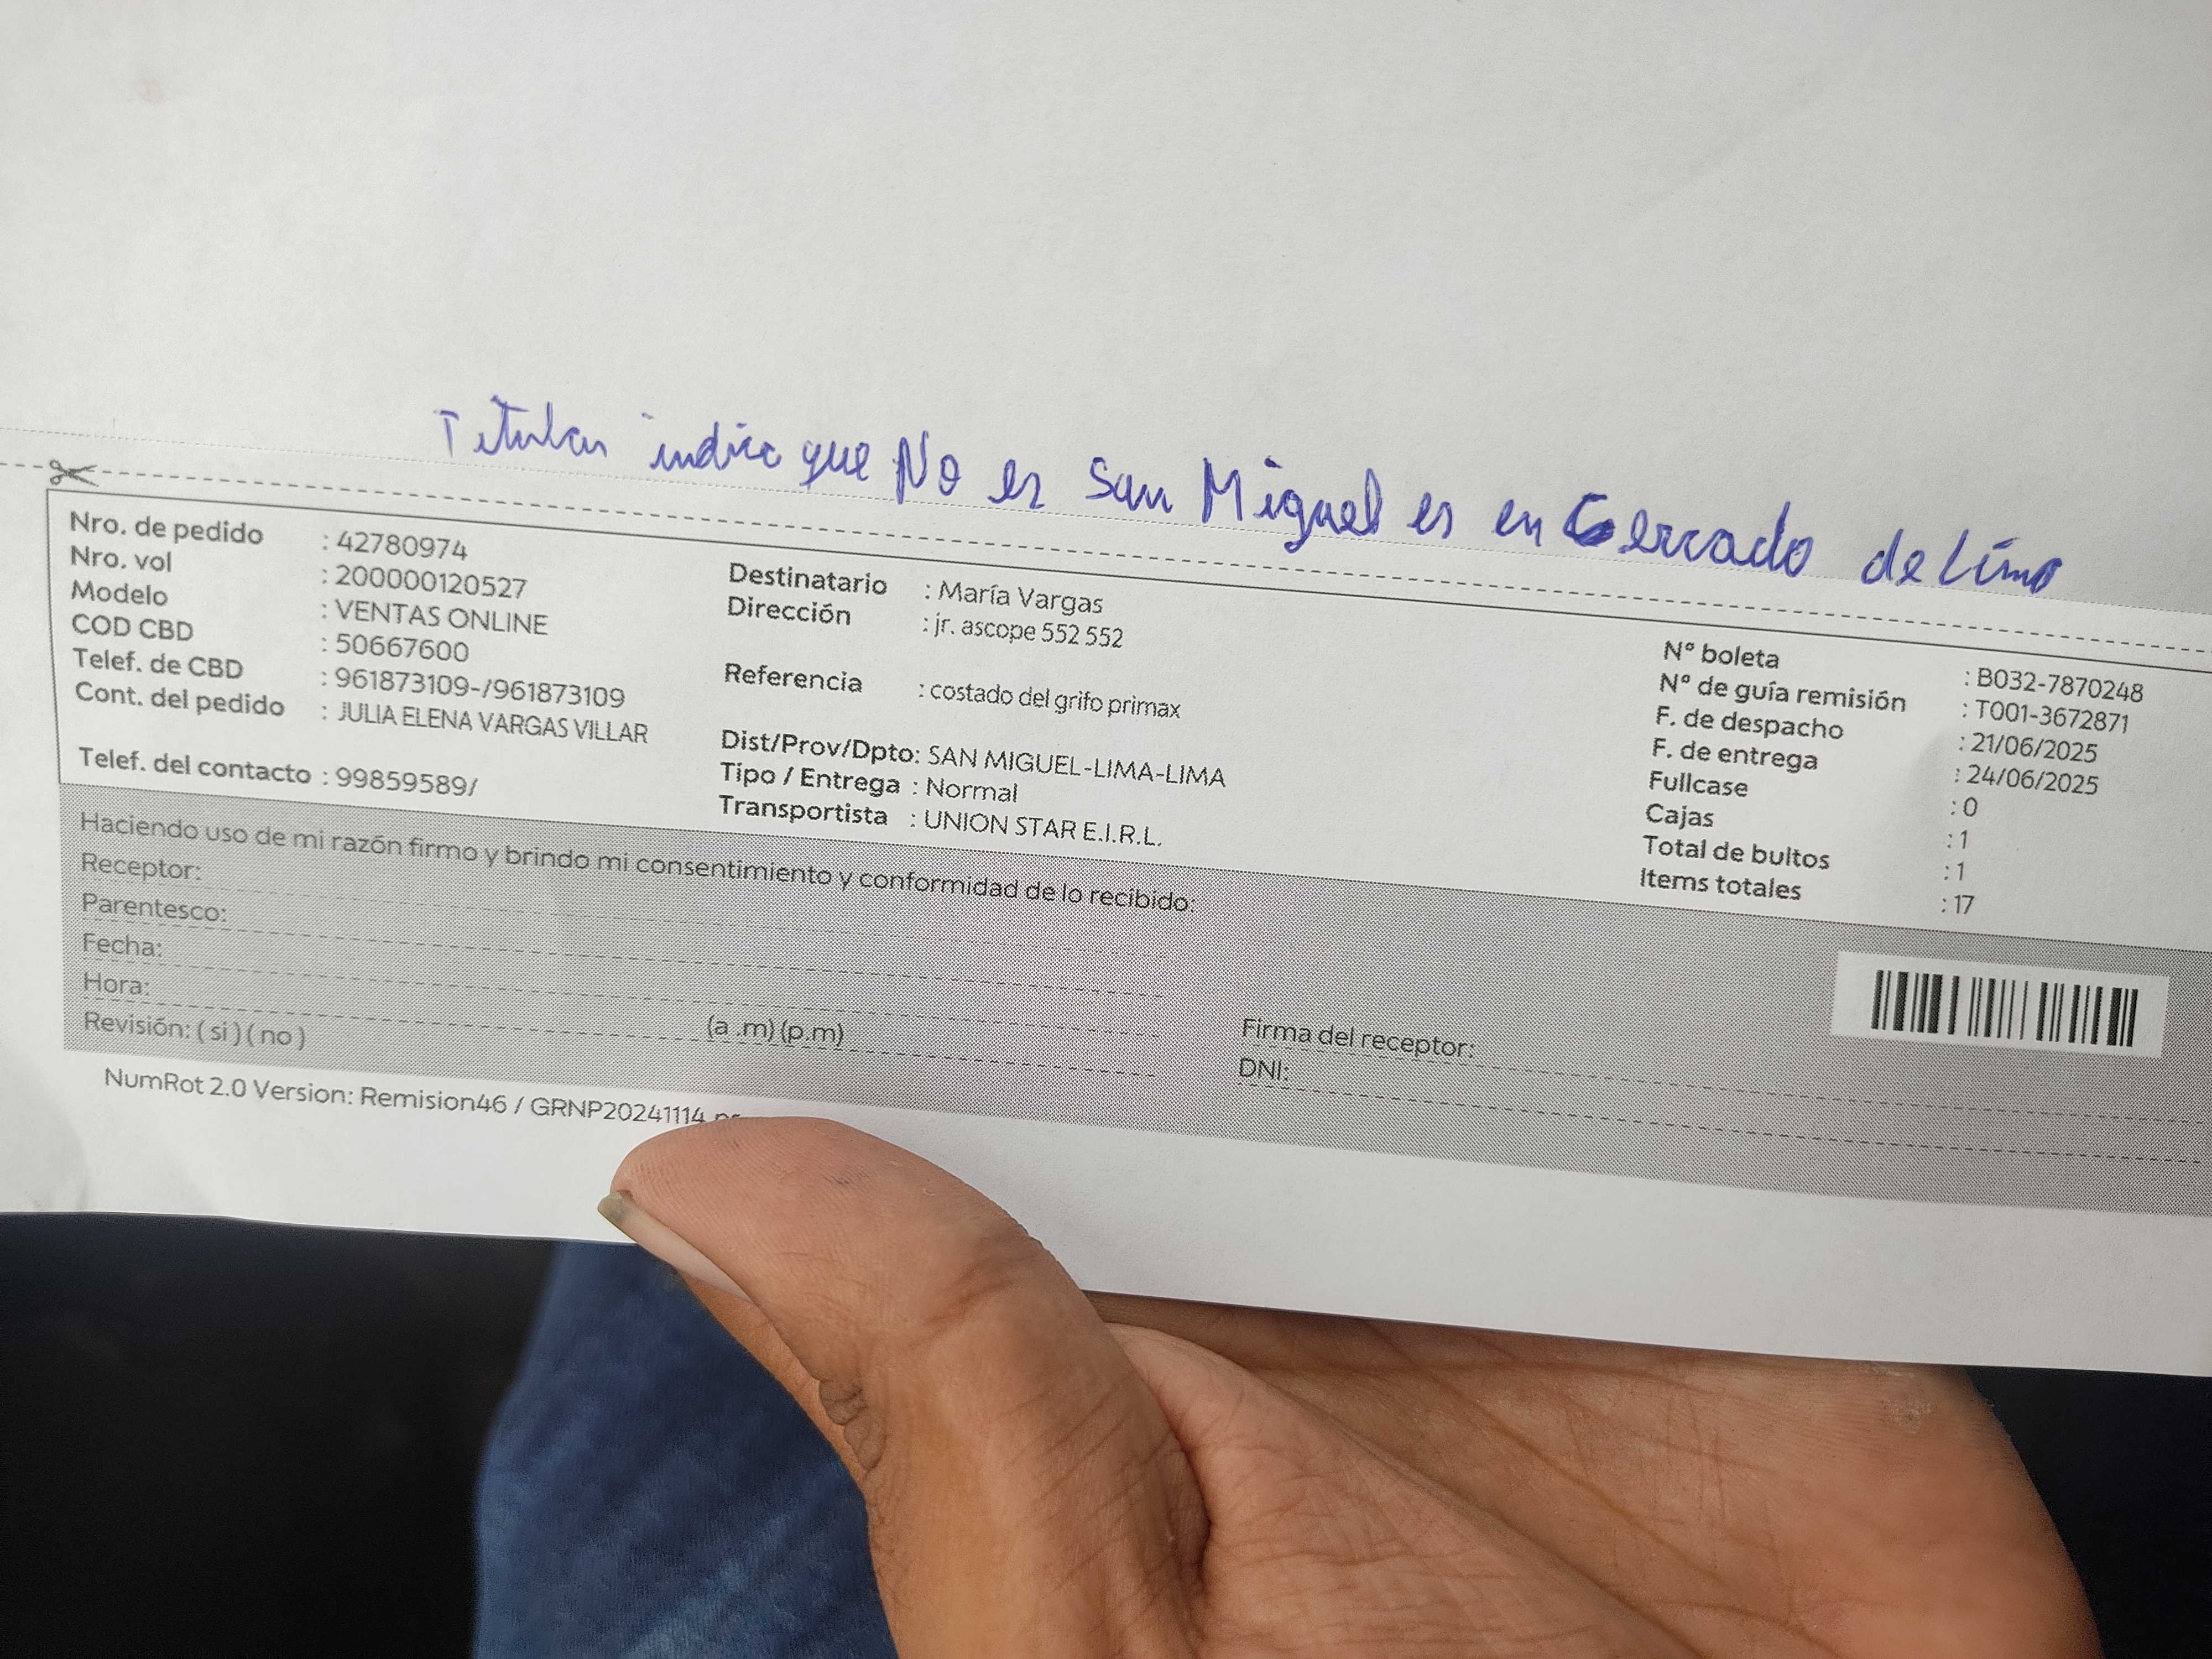 Titular indica que No es San Miguel es en Cercado de Lima
Nro. de pedido : 42780974
Nro. vol : 200000120527
Modelo : VENTAS ONLINE
COD CBD : 50667600
Telef. de CBD : 961873109-/961873109
Cont. del pedido : JULIA ELENA VARGAS VILLAR
Telef. del contacto : 99859589/
Destinatario : María Vargas
Dirección : jr. ascope 552 552
Referencia : costado del grifo primax
Dist/Prov/Dpto: SAN MIGUEL-LIMA-LIMA
Tipo / Entrega : Normal
Transportista : UNION STAR E.I.R.L.
N° boleta : B032-7870248
N° de guía remisión : T001-3672871
F. de despacho : 21/06/2025
F. de entrega : 24/06/2025
Fullcase : 0
Cajas : 1
Total de bultos : 1
Items totales : 17
Haciendo uso de mi razón firmo y brindo mi consentimiento y conformidad de lo recibido:
Receptor:
Parentesco:
Fecha:
Hora: (a .m) (p.m)
Revisión: ( si ) ( no )
Firma del receptor:
DNI:
NumRot 2.0 Version: Remision46 / GRNP20241114